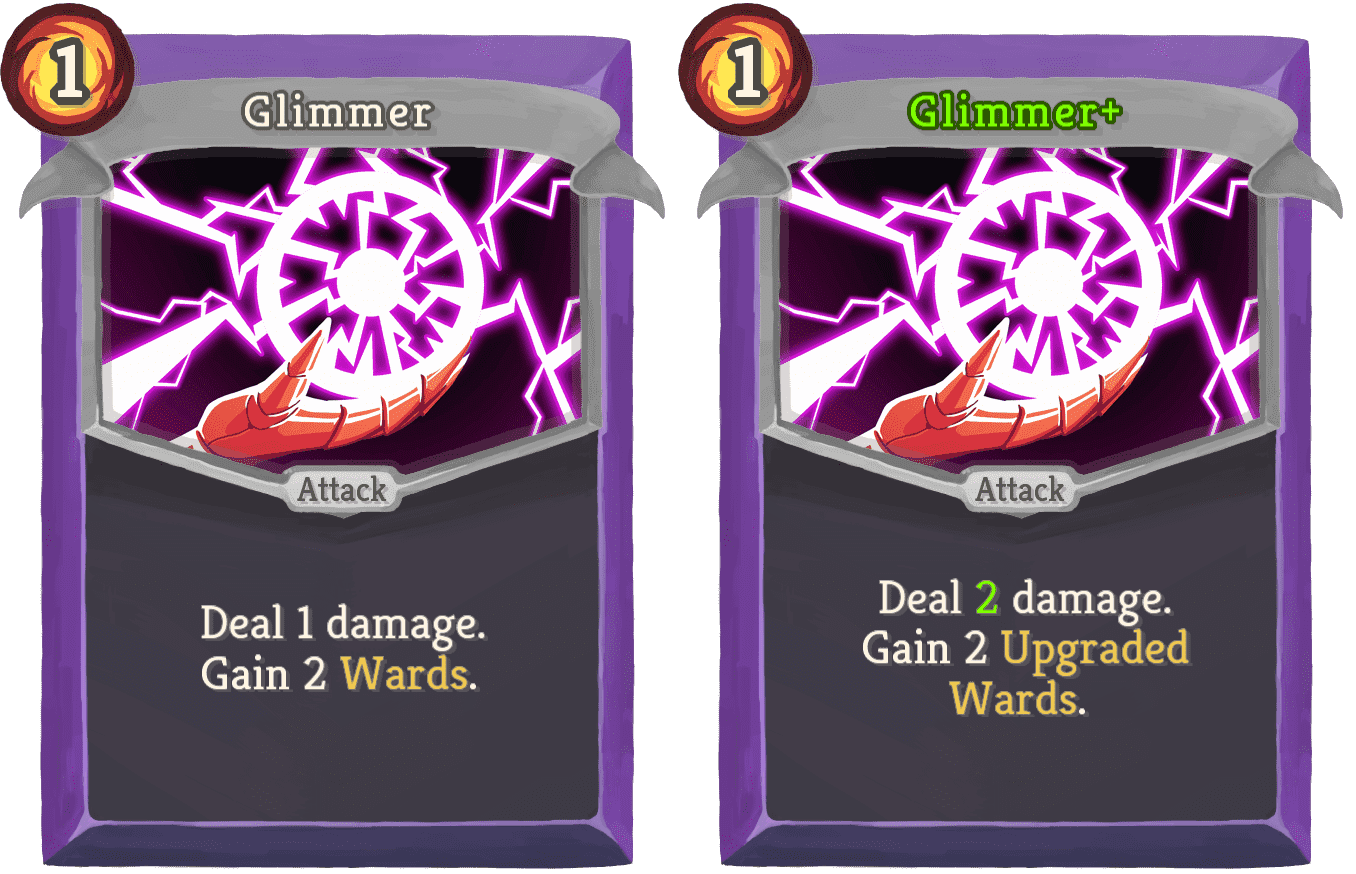 1
Glimmer
Attack
Deal 1 damage.
Gain 2 Wards.
1
Glimmer+
Attack
Deal 2 damage.
Gain 2 Upgraded
Wards.